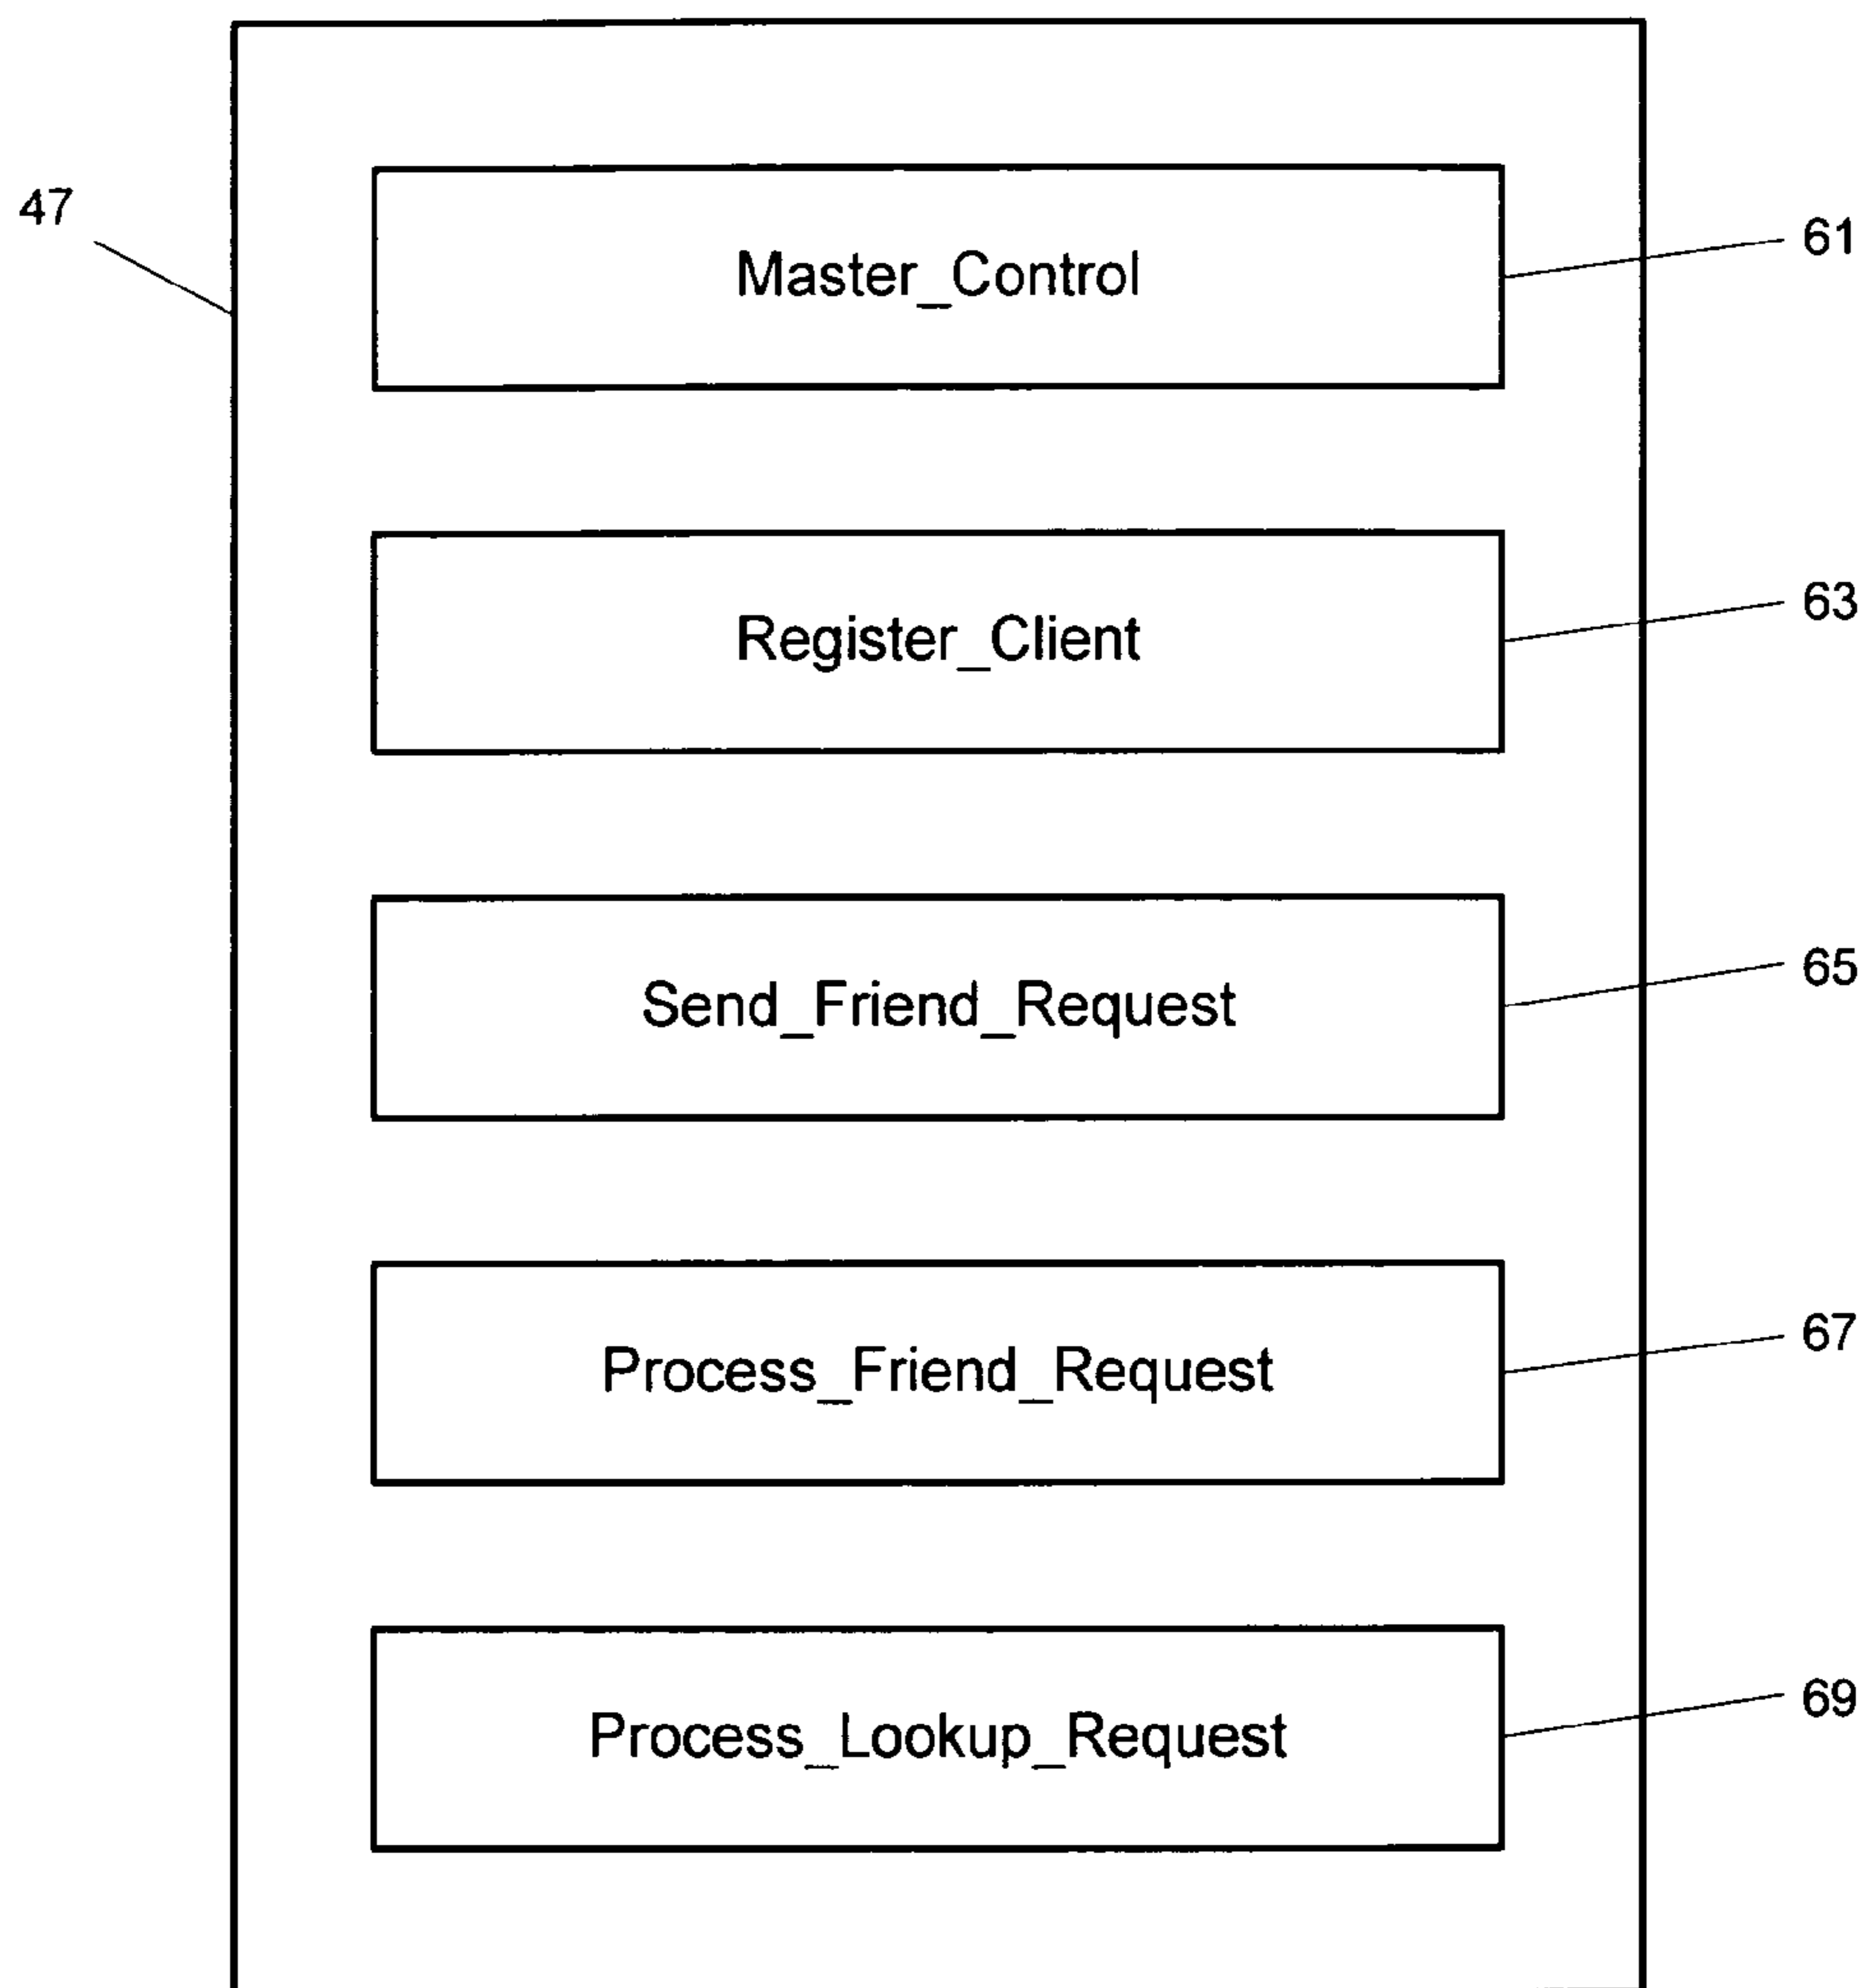 47
Master_Control
61
Register_Client
63
Send_Friend_Request
65
Process_Friend_Request
67
Process_Lookup_Request
69